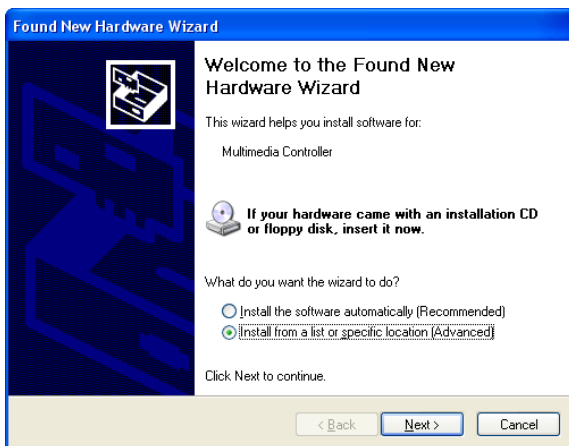 Found New Hardware Wizard
Welcome to the Found New
Hardware Wizard
This wizard helps you install software for:
Multimedia Controller
If your hardware came with an installation CD
or floppy disk, insert it now.
What do you want the wizard to do?
Install the software automatically (Recommended)
Install from a list or specific location (Advanced)
Click Next to continue.
< Back
Next >
Cancel